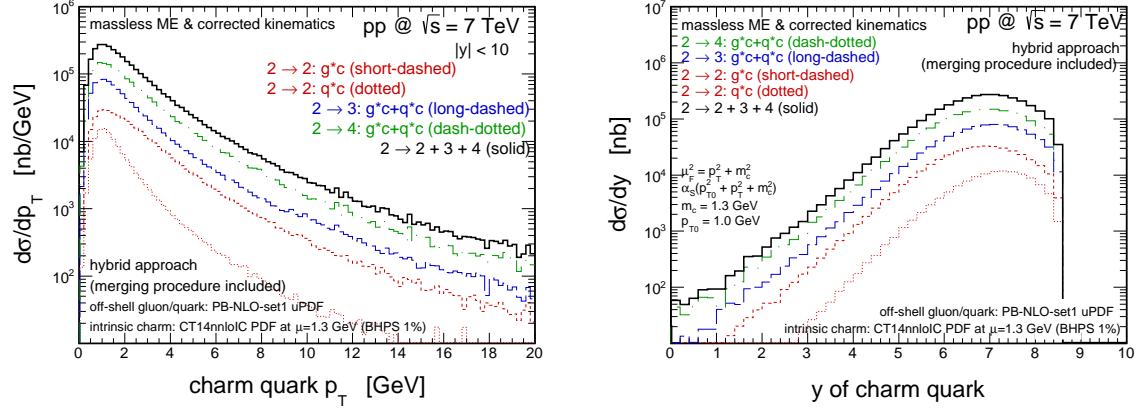 massless ME & corrected kinematics
pp @ √s = 7 TeV
|y| < 10
2 → 2: g*c (short-dashed)
2 → 2: q*c (dotted)
2 → 3: g*c+q*c (long-dashed)
2 → 4: g*c+q*c (dash-dotted)
2 → 2 + 3 + 4 (solid)
hybrid approach
(merging procedure included)
off-shell gluon/quark: PB-NLO-set1 uPDF
intrinsic charm: CT14nnloIC PDF at μ=1.3 GeV (BHPS 1%)
dσ/dp_T [nb/GeV]
10^5
10^4
10^3
10^2
0 2 4 6 8 10 12 14 16 18 20
charm quark p_T [GeV]
massless ME & corrected kinematics
pp @ √s = 7 TeV
2 → 4: g*c+q*c (dash-dotted)
2 → 3: g*c+q*c (long-dashed)
2 → 2: g*c (short-dashed)
2 → 2: q*c (dotted)
2 → 2 + 3 + 4 (solid)
hybrid approach
(merging procedure included)
μ_F^2 = p_T^2 + m_c^2
α_S(p_T0^2 + p_T^2 + m_c^2)
m_c = 1.3 GeV
p_T0 = 1.0 GeV
off-shell gluon/quark: PB-NLO-set1 uPDF
intrinsic charm: CT14nnloIC PDF at μ=1.3 GeV (BHPS 1%)
dσ/dy [nb]
10^7
10^6
10^5
10^4
10^3
10^2
0 1 2 3 4 5 6 7 8 9 10
y of charm quark